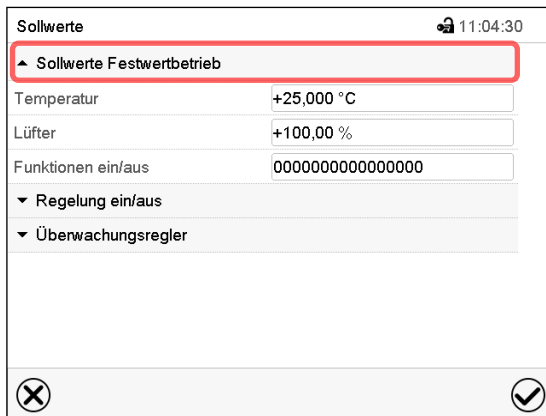 Sollwerte 11:04:30
Sollwerte Festwertbetrieb
Temperatur +25,000 °C
Lüfter +100,00 %
Funktionen ein/aus 0000000000000000
Regelung ein/aus
Überwachungsregler